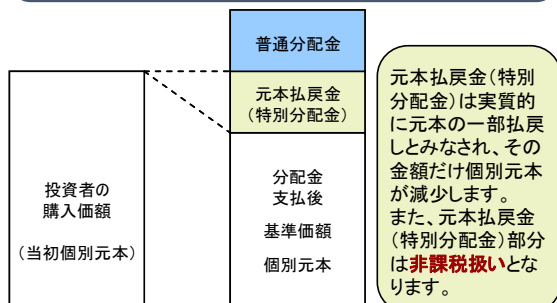 普通分配金
元本払戻金
(特別分配金)
投資者の
購入価額
(当初個別元本)
分配金
支払後
基準価額
個別元本
元本払戻金(特別
分配金)は実質的
に元本の一部払戻
しとみなされ、その
金額だけ個別元本
が減少します。
また、元本払戻金
(特別分配金)部分
は非課税扱いとな
ります。